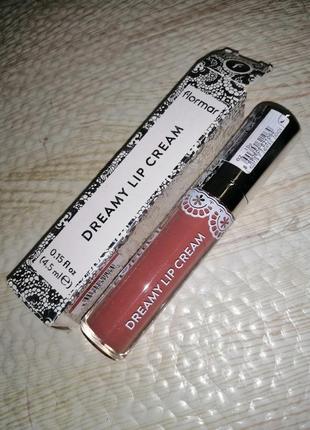 flormar
DREAMY LIP CREAM
0.15 fl.oz
(4.5 ml e)
DREAMY LIP CREAM